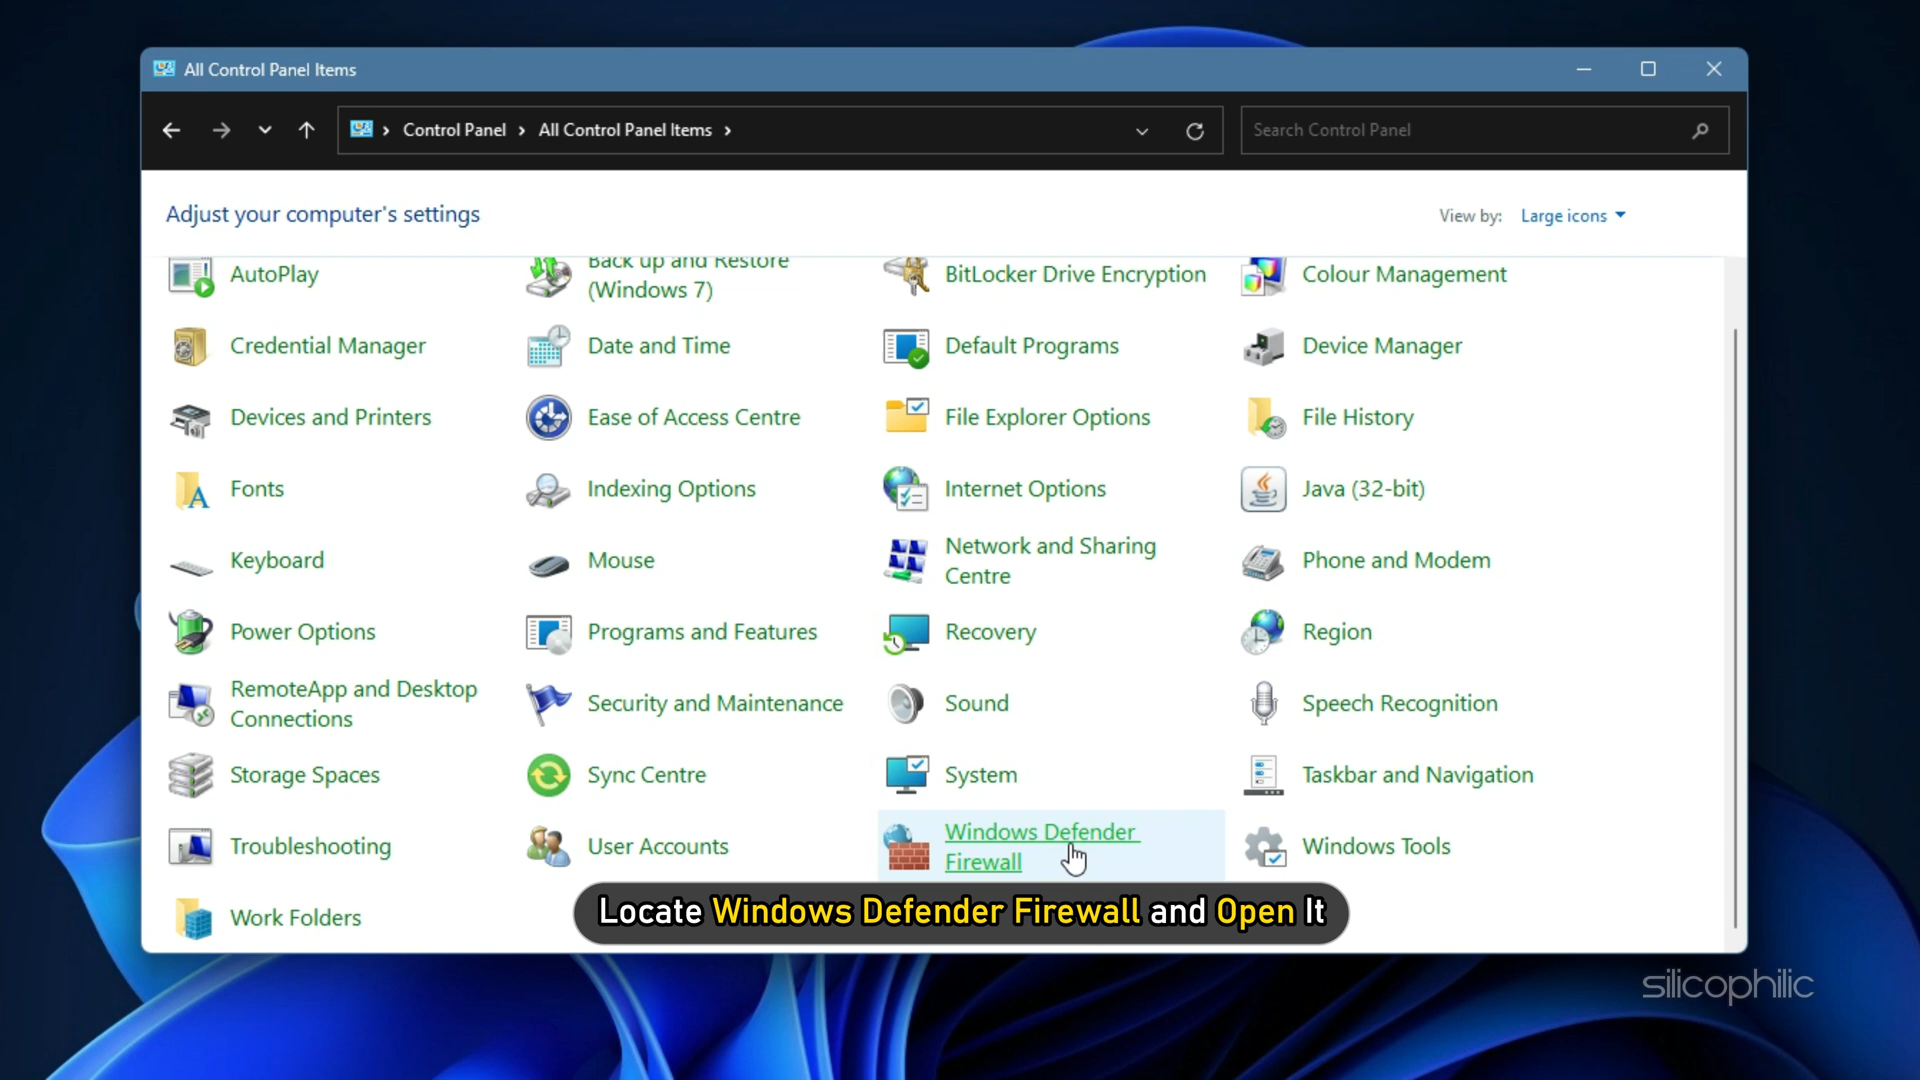 All Control Panel Items
Control Panel
All Control Panel Items
Search Control Panel
Adjust your computer's settings
View by: Large icons
AutoPlay
Back up and Restore
(Windows 7)
BitLocker Drive Encryption
Colour Management
Credential Manager
Date and Time
Default Programs
Device Manager
Devices and Printers
Ease of Access Centre
File Explorer Options
File History
Fonts
Indexing Options
Internet Options
Java (32-bit)
Keyboard
Mouse
Network and Sharing
Centre
Phone and Modem
Power Options
Programs and Features
Recovery
Region
RemoteApp and Desktop
Connections
Security and Maintenance
Sound
Speech Recognition
Storage Spaces
Sync Centre
System
Taskbar and Navigation
Troubleshooting
User Accounts
Windows Defender
Firewall
Windows Tools
Work Folders
Locate Windows Defender Firewall and Open It
silicophilic